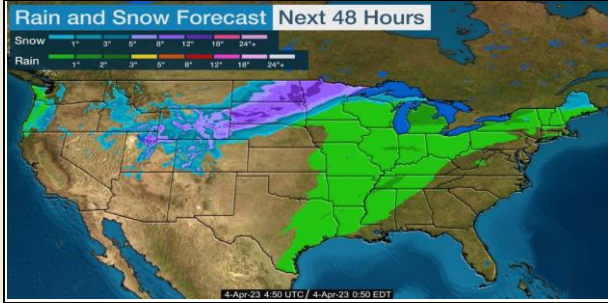 Rain and Snow Forecast Next 48 Hours
Snow 1" 3" 5" 8" 12" 18" 24"+
Rain 1" 2" 3" 5" 8" 12" 18" 24"+
4-Apr-23 4:50 UTC / 4-Apr-23 0:50 EDT